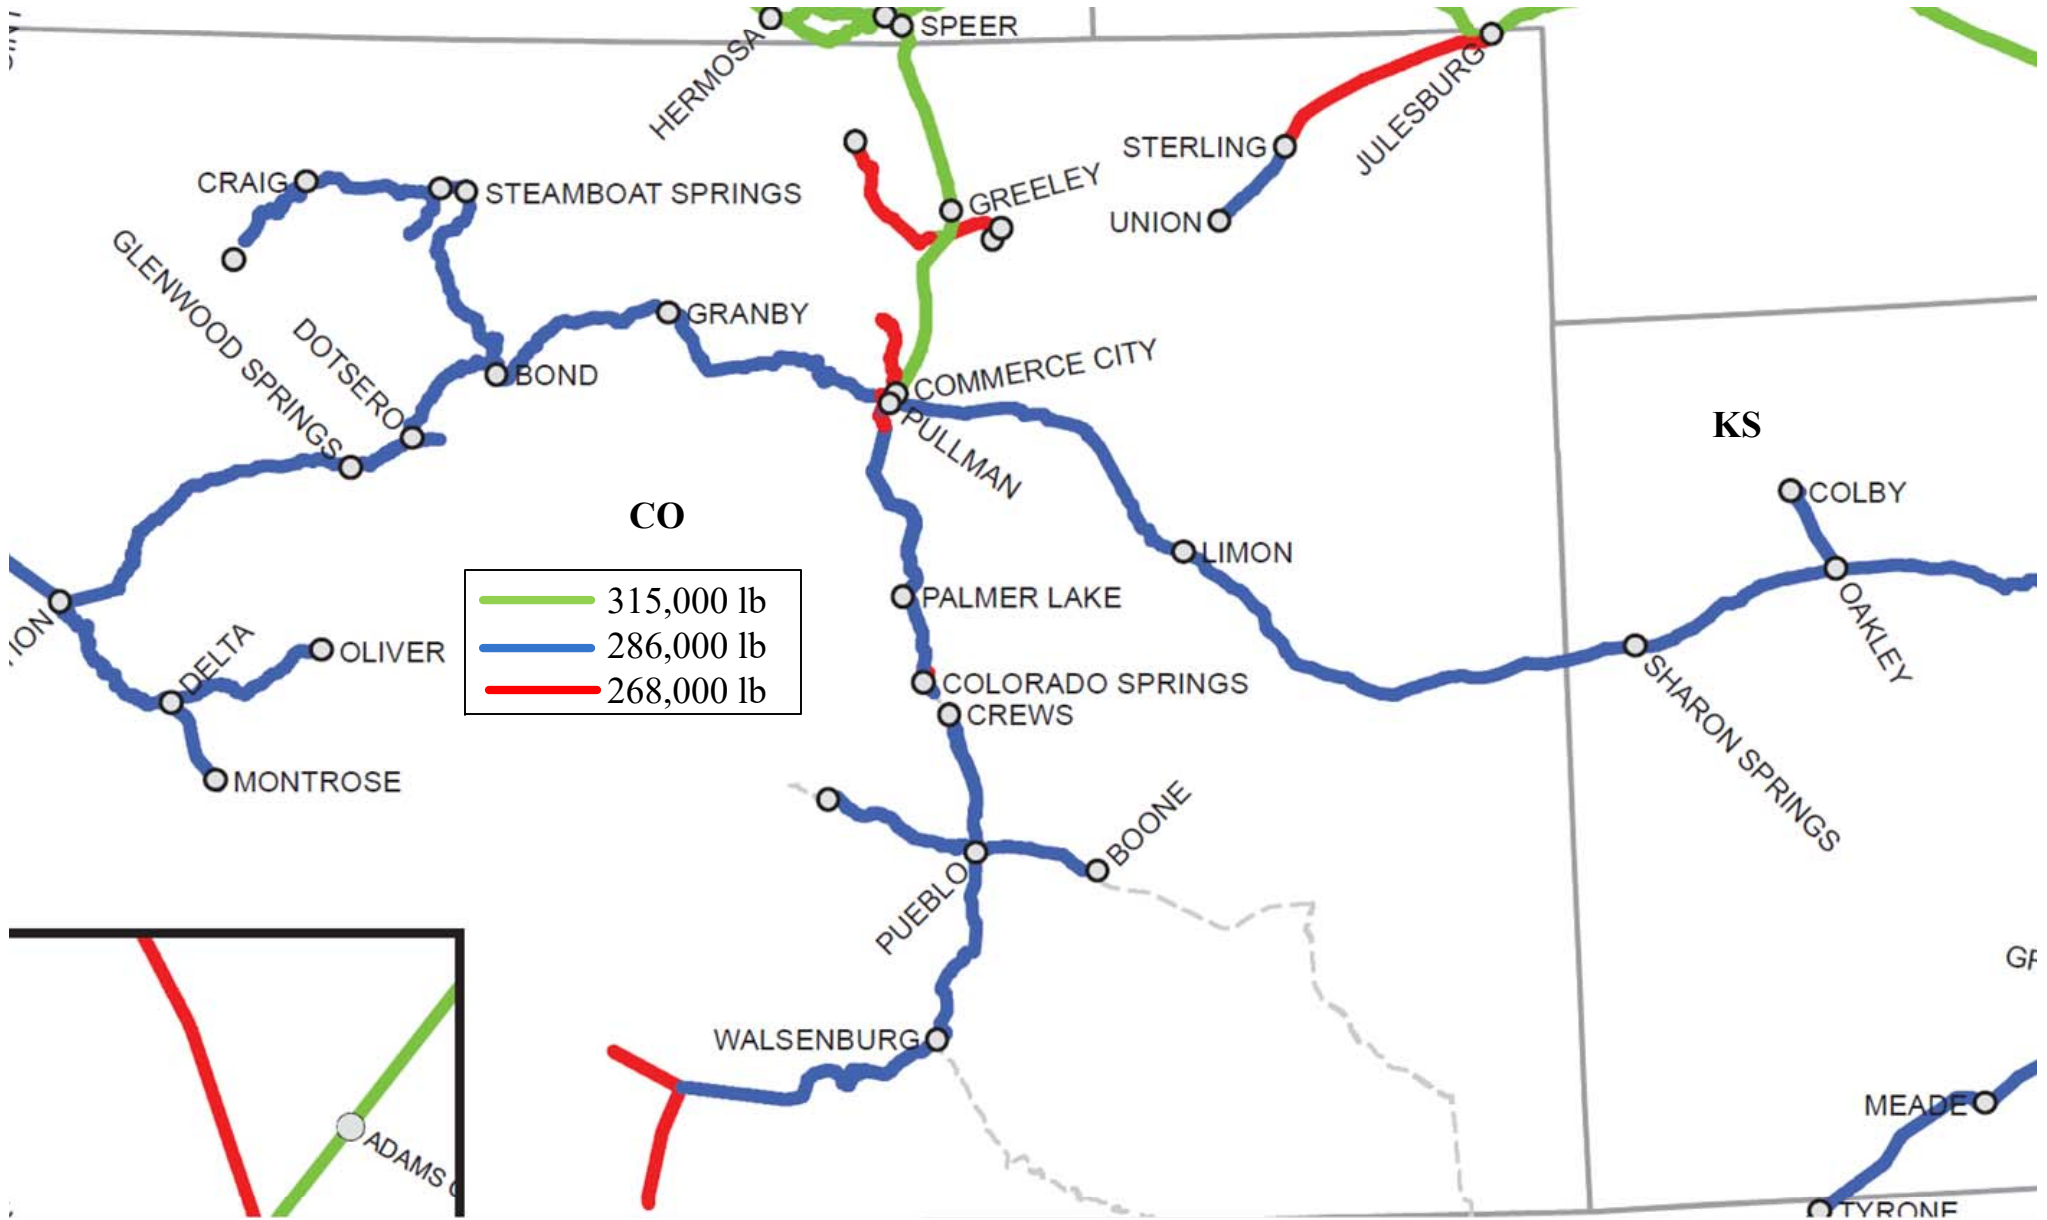 SPEER
HERMOSA
JULESBURG
STERLING
CRAIG
STEAMBOAT SPRINGS
GREELEY
UNION
GLENWOOD SPRINGS
DOTSERO
GRANBY
BOND
COMMERCE CITY
PULLMAN
KS
CO
COLBY
LIMON
OAKLEY
315,000 lb
286,000 lb
268,000 lb
PALMER LAKE
DELTA
OLIVER
COLORADO SPRINGS
CREWS
SHARON SPRINGS
MONTROSE
BOONE
PUEBLO
WALSENBURG
ADAMS
MEADE
TYRONE